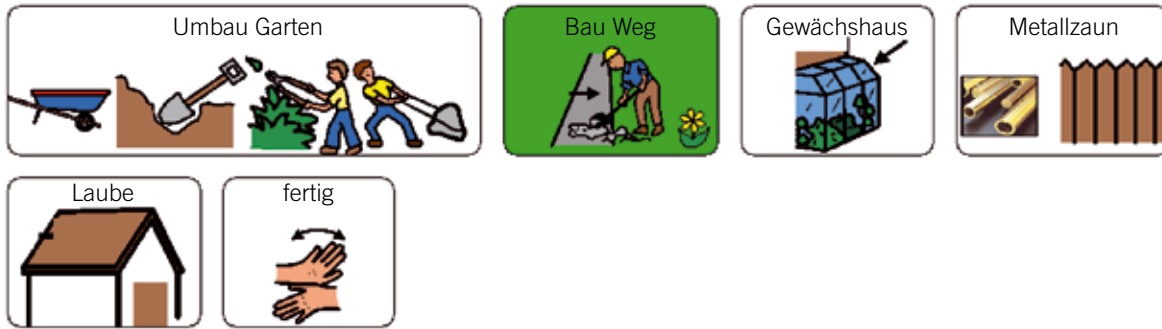 Umbau Garten
Bau Weg
Gewächshaus
Metallzaun
Laube
fertig